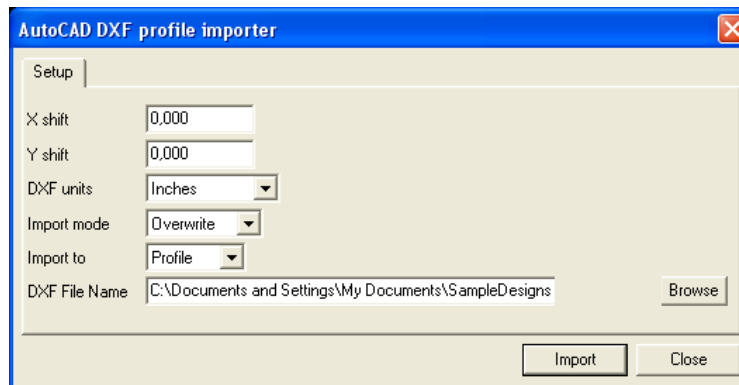 AutoCAD DXF profile importer
Setup
X shift 0,000
Y shift 0,000
DXF units Inches
Import mode Overwrite
Import to Profile
DXF File Name C:\Documents and Settings\My Documents\SampleDesigns Browse
Import Close